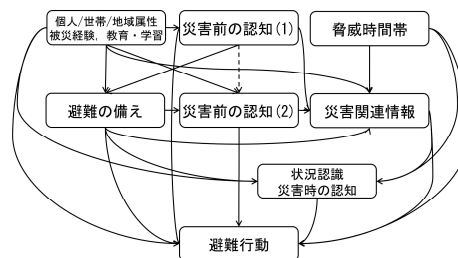 個人/世帯/地域属性
被災経験, 教育・学習
災害前の認知(1)
脅威時間帯
避難の備え
災害前の認知(2)
災害関連情報
状況認識
災害時の認知
避難行動